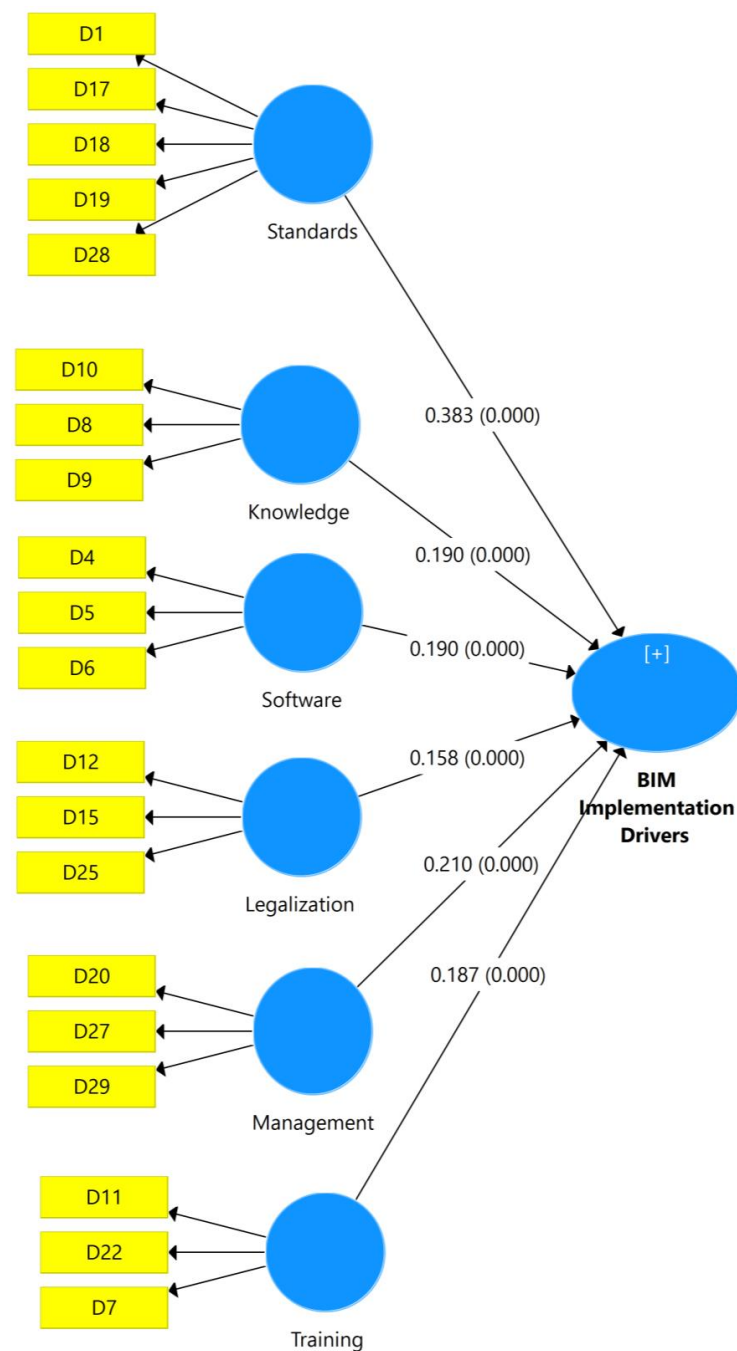 D1
D17
D18
D19
D28
Standards
0.383 (0.000)
D10
D8
D9
Knowledge
0.190 (0.000)
D4
D5
D6
Software
0.190 (0.000)
[+]
BIM
Implementation
Drivers
D12
D15
D25
Legalization
0.158 (0.000)
D20
D27
D29
Management
0.210 (0.000)
D11
D22
D7
Training
0.187 (0.000)